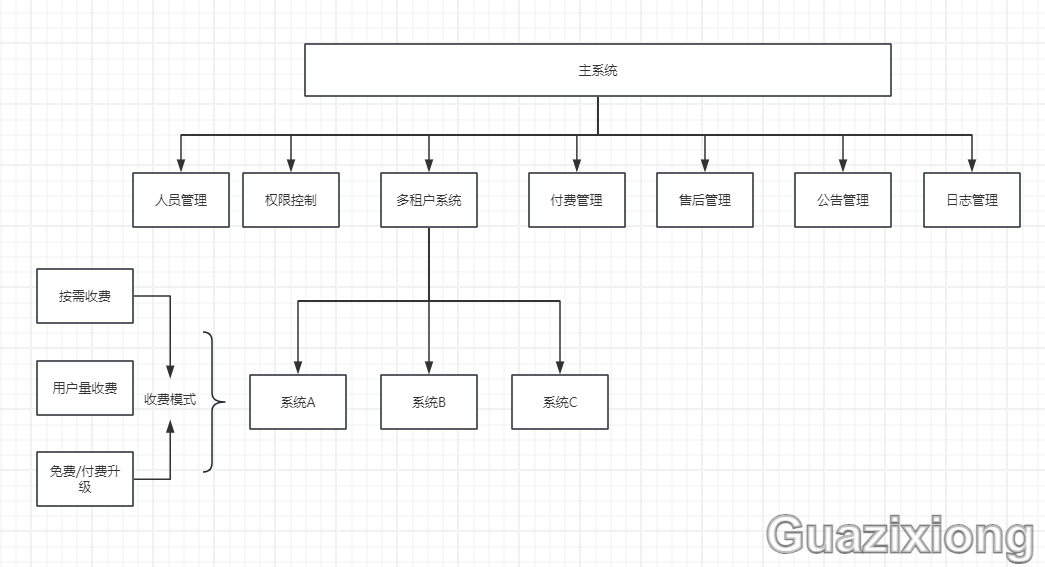 主系统
人员管理
权限控制
多租户系统
付费管理
售后管理
公告管理
日志管理
按需收费
用户量收费
收费模式
免费/付费升
级
系统A
系统B
系统C
Guazixiong